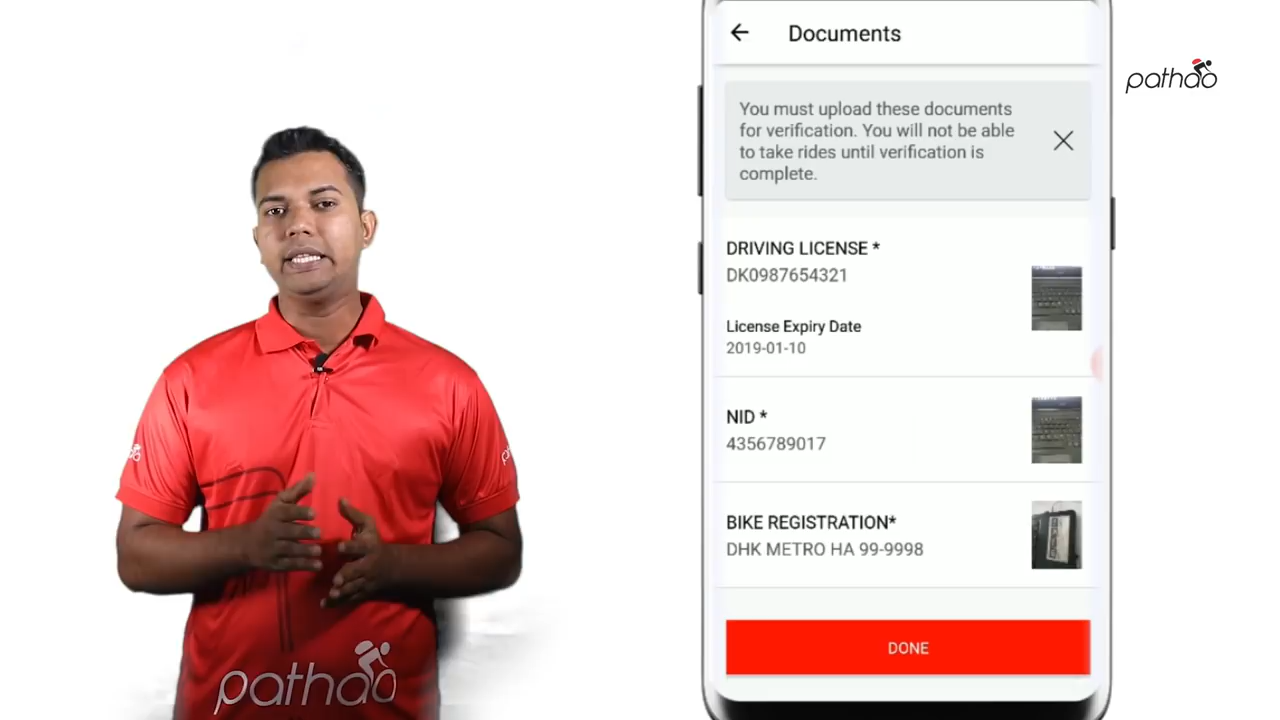 Documents
pathao
You must upload these documents
for verification. You will not be able
to take rides until verification is
complete.
DRIVING LICENSE *
DK0987654321
License Expiry Date
2019-01-10
NID *
4356789017
BIKE REGISTRATION*
DHK METRO HA 99-9998
DONE
pathao